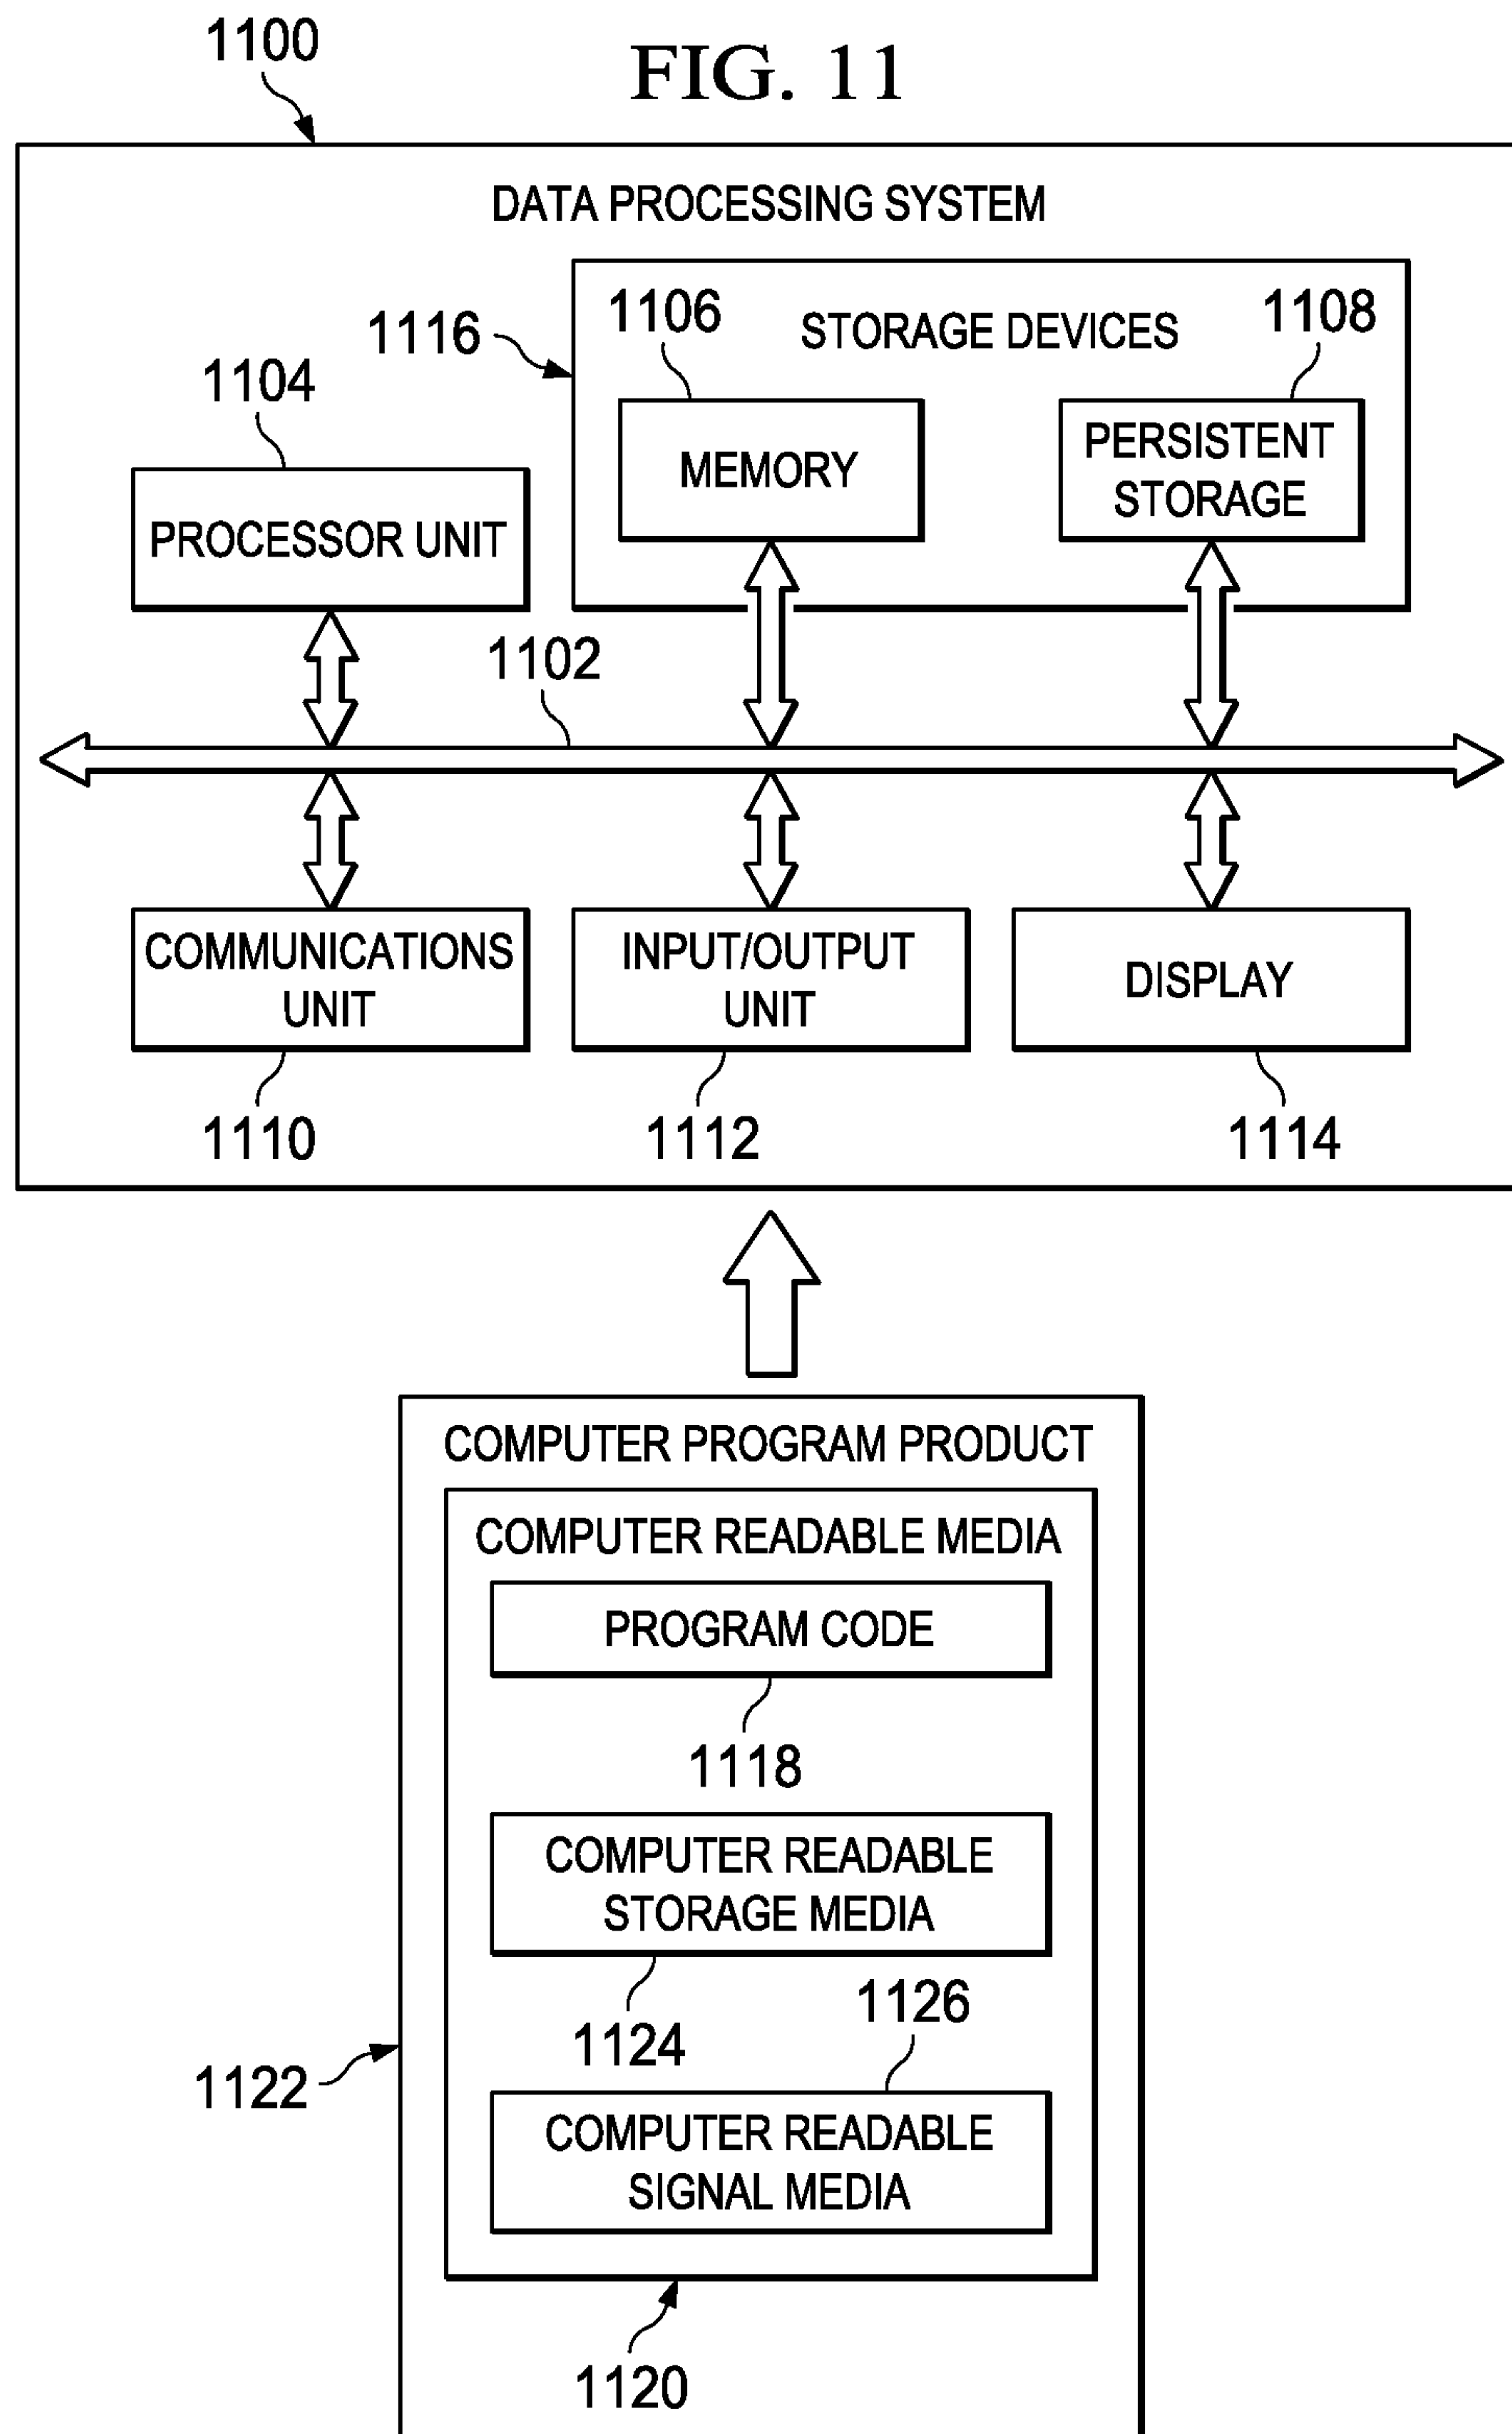 1100
FIG. 11
DATA PROCESSING SYSTEM
1116
1106
STORAGE DEVICES
1108
1104
MEMORY
PERSISTENT
STORAGE
PROCESSOR UNIT
1102
COMMUNICATIONS
UNIT
INPUT/OUTPUT
UNIT
DISPLAY
1110
1112
1114
COMPUTER PROGRAM PRODUCT
COMPUTER READABLE MEDIA
PROGRAM CODE
1118
COMPUTER READABLE
STORAGE MEDIA
1124
1126
1122
COMPUTER READABLE
SIGNAL MEDIA
1120